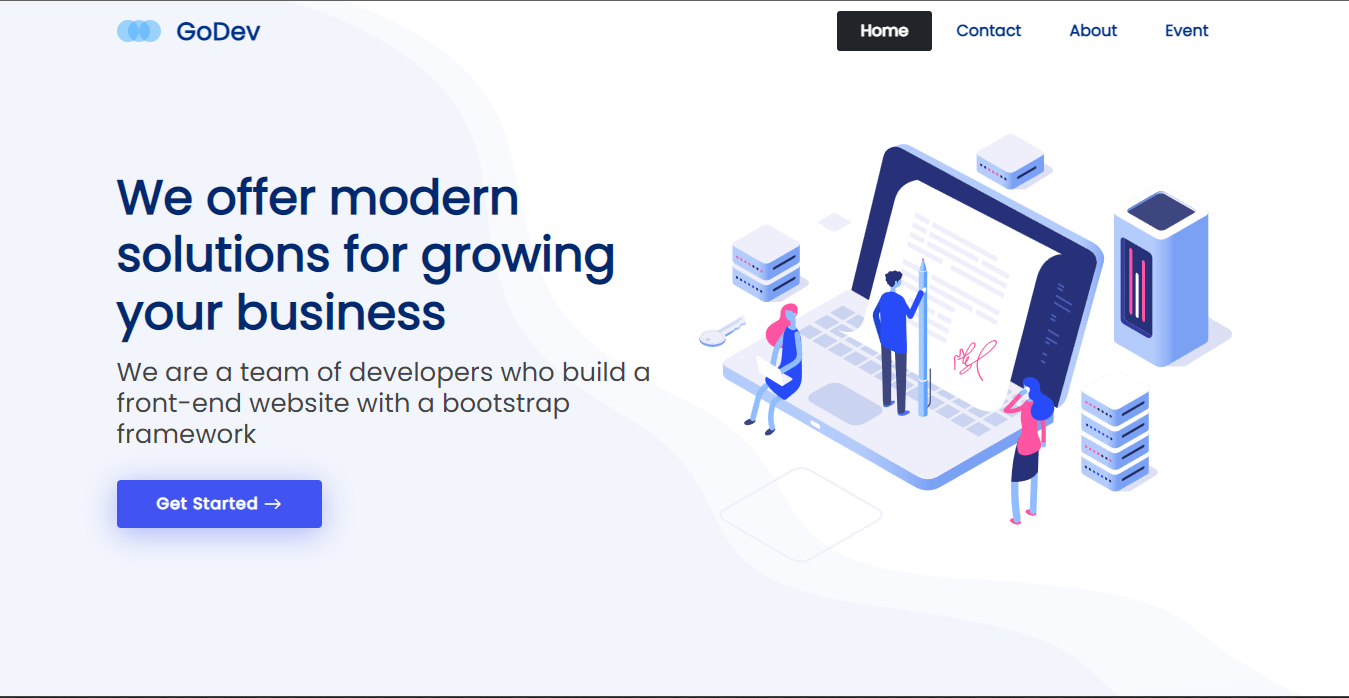 GoDev
Home
Contact
About
Event
We offer modern
solutions for growing
your business
We are a team of developers who build a
front-end website with a bootstrap
framework
Get Started →